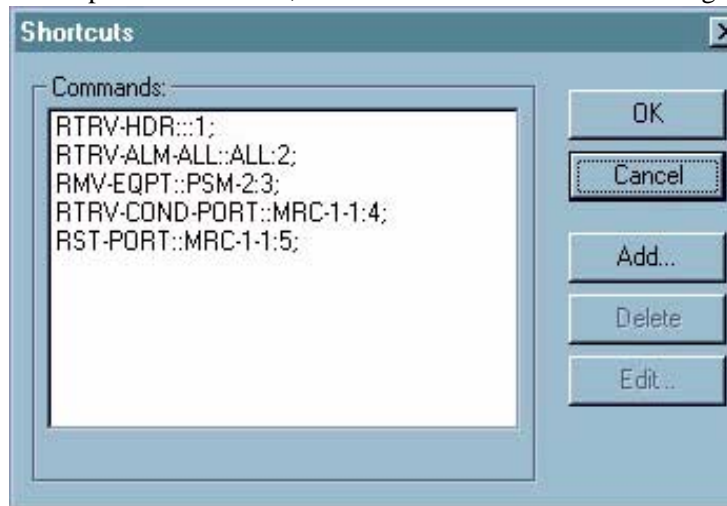 Shortcuts
Commands:
RTRV-HDR:::1;
RTRV-ALM-ALL::ALL:2;
RMV-EQPT::PSM-2:3;
RTRV-COND-PORT::MRC-1-1:4;
RST-PORT::MRC-1-1:5;
OK
Cancel
Add...
Delete
Edit...